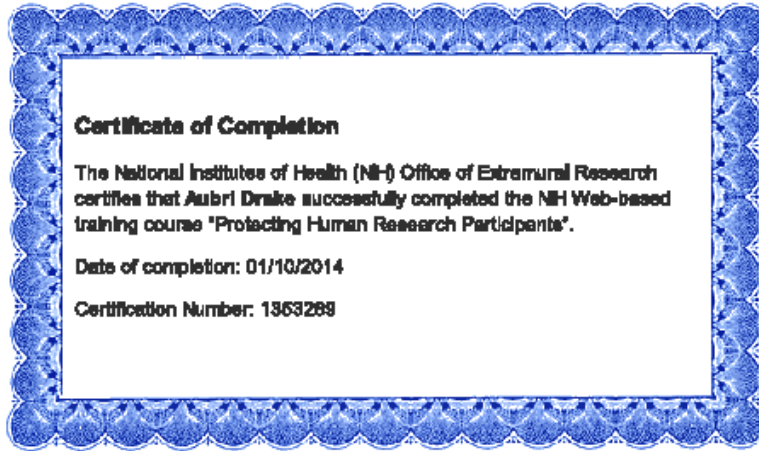 Certificate of Completion
The National Institutes of Health (NIH) Office of Extramural Research
certifies that Aubri Drake successfully completed the NIH Web-based
training course "Protecting Human Research Participants".
Date of completion: 01/10/2014
Certification Number: 1353289